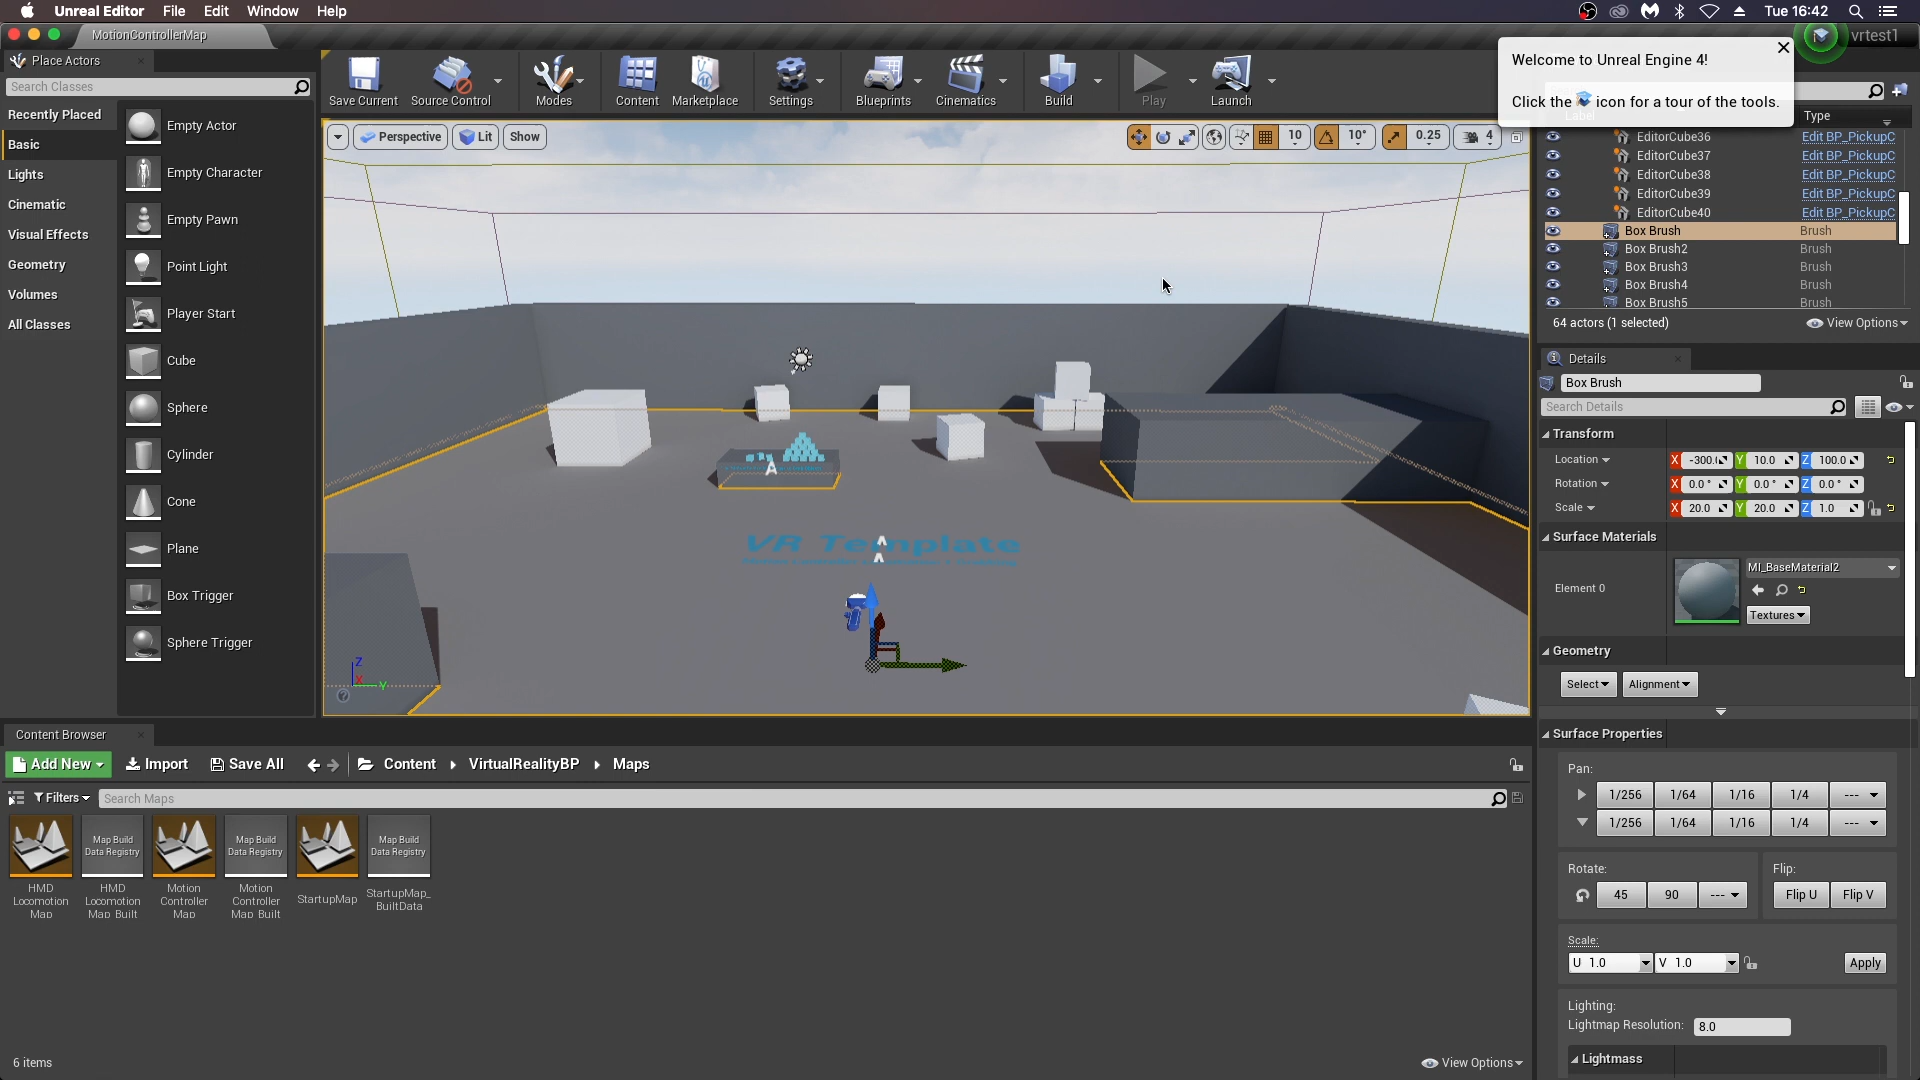 Unreal Editor File Edit Window Help Tue 16:42
MotionControllerMap vrtest1
Place Actors
Search Classes
Recently Placed
Basic
Lights
Cinematic
Visual Effects
Geometry
Volumes
All Classes
Empty Actor
Empty Character
Empty Pawn
Point Light
Player Start
Cube
Sphere
Cylinder
Cone
Plane
Box Trigger
Sphere Trigger
Save Current Source Control Modes Content Marketplace Settings Blueprints Cinematics Build Play Launch
Perspective Lit Show 10 10° 0.25 4
VR Template
Z
X Y
Welcome to Unreal Engine 4!
Click the icon for a tour of the tools.
Label Type
EditorCube36 Edit BP_PickupC
EditorCube37 Edit BP_PickupC
EditorCube38 Edit BP_PickupC
EditorCube39 Edit BP_PickupC
EditorCube40 Edit BP_PickupC
Box Brush Brush
Box Brush2 Brush
Box Brush3 Brush
Box Brush4 Brush
Box Brush5 Brush
64 actors (1 selected) View Options
Details
Box Brush
Search Details
Transform
Location X -300.( Y 10.0 Z 100.0
Rotation X 0.0 ° Y 0.0 ° Z 0.0 °
Scale X 20.0 Y 20.0 Z 1.0
Surface Materials
Element 0 MI_BaseMaterial2
Textures
Geometry
Select Alignment
Surface Properties
Pan:
1/256 1/64 1/16 1/4 ---
1/256 1/64 1/16 1/4 ---
Rotate: Flip:
45 90 --- Flip U Flip V
Scale:
U 1.0 V 1.0 Apply
Lighting:
Lightmap Resolution: 8.0
Lightmass
Content Browser
Add New Import Save All Content VirtualRealityBP Maps
Filters Search Maps
Map Build
Data Registry
Map Build
Data Registry
Map Build
Data Registry
HMD
Locomotion
Map
HMD
Locomotion
Map_Built
Motion
Controller
Map
Motion
Controller
Map_Built
StartupMap
StartupMap_
BuiltData
6 items View Options